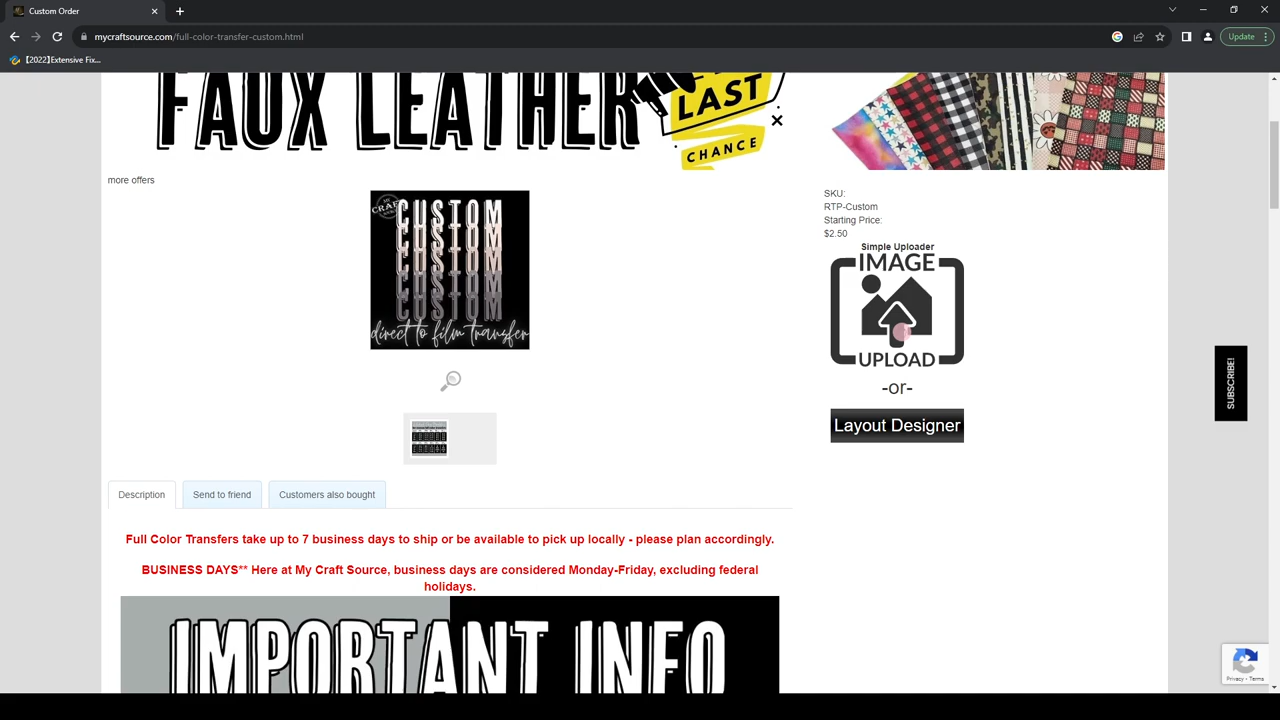 Custom Order
mycraftsource.com/full-color-transfer-custom.html
Update
【2022】Extensive Fix...
FAUX LEATHER
LAST
CHANCE
more offers
MY
CRAFT
CUSTOM
CUSTOM
CUSTOM
CUSTOM
CUSTOM
direct to film transfer
SKU:
RTP-Custom
Starting Price:
$2.50
Simple Uploader
IMAGE
UPLOAD
-or-
Layout Designer
SUBSCRIBE!
Description
Send to friend
Customers also bought
Full Color Transfers take up to 7 business days to ship or be available to pick up locally - please plan accordingly.
BUSINESS DAYS** Here at My Craft Source, business days are considered Monday-Friday, excluding federal
holidays.
IMPORTANT INFO
Privacy - Terms